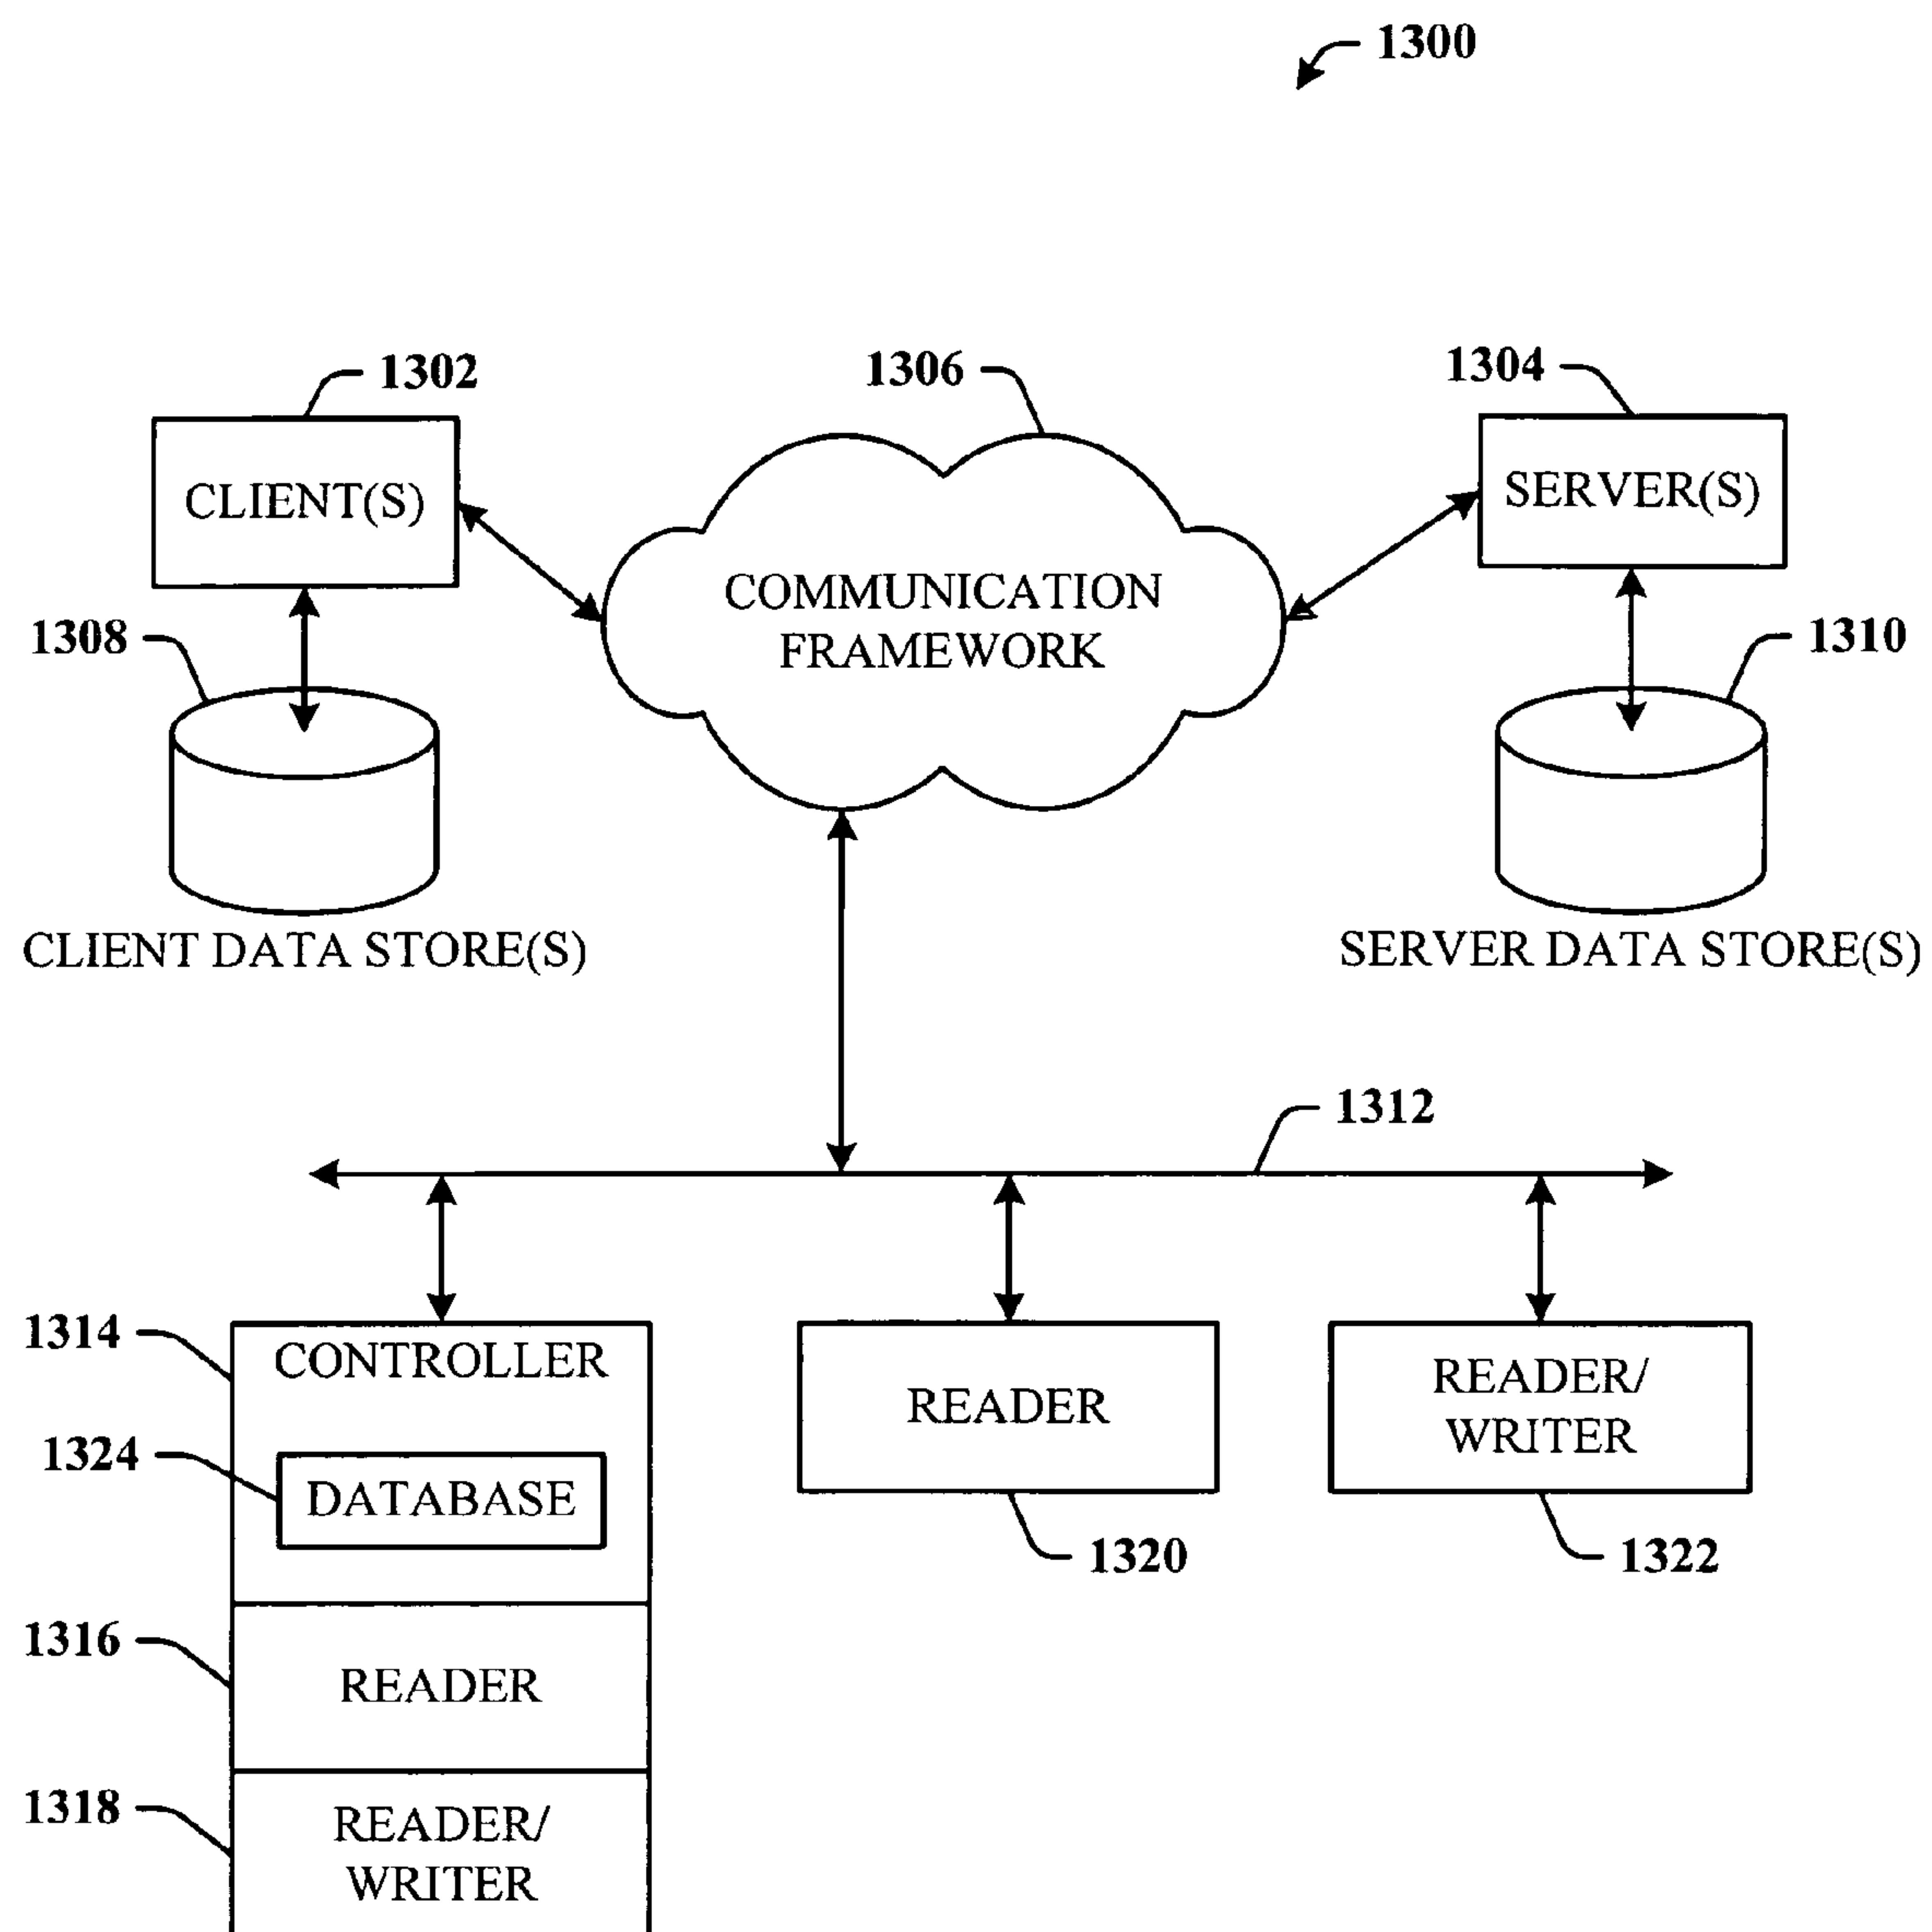 1300
1302
1306
1304
CLIENT(S)
SERVER(S)
COMMUNICATION
FRAMEWORK
1308
1310
CLIENT DATA STORE(S)
SERVER DATA STORE(S)
1312
1314
CONTROLLER
READER
READER/
WRITER
1324
DATABASE
1320
1322
1316
READER
1318
READER/
WRITER